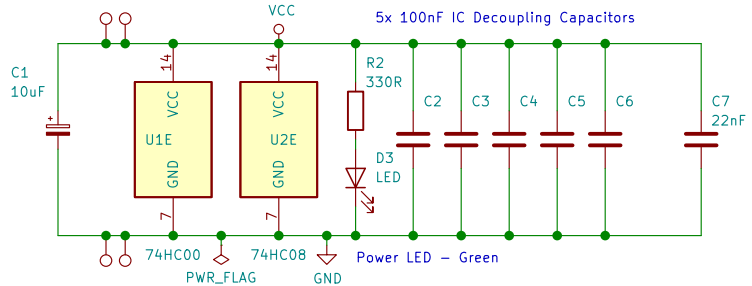 VCC
5x 100nF IC Decoupling Capacitors
C1
10uF
+
14
VCC
U1E
GND
7
74HC00
14
VCC
U2E
GND
7
74HC08
R2
330R
D3
LED
C2
C3
C4
C5
C6
C7
22nF
PWR_FLAG
GND
Power LED – Green